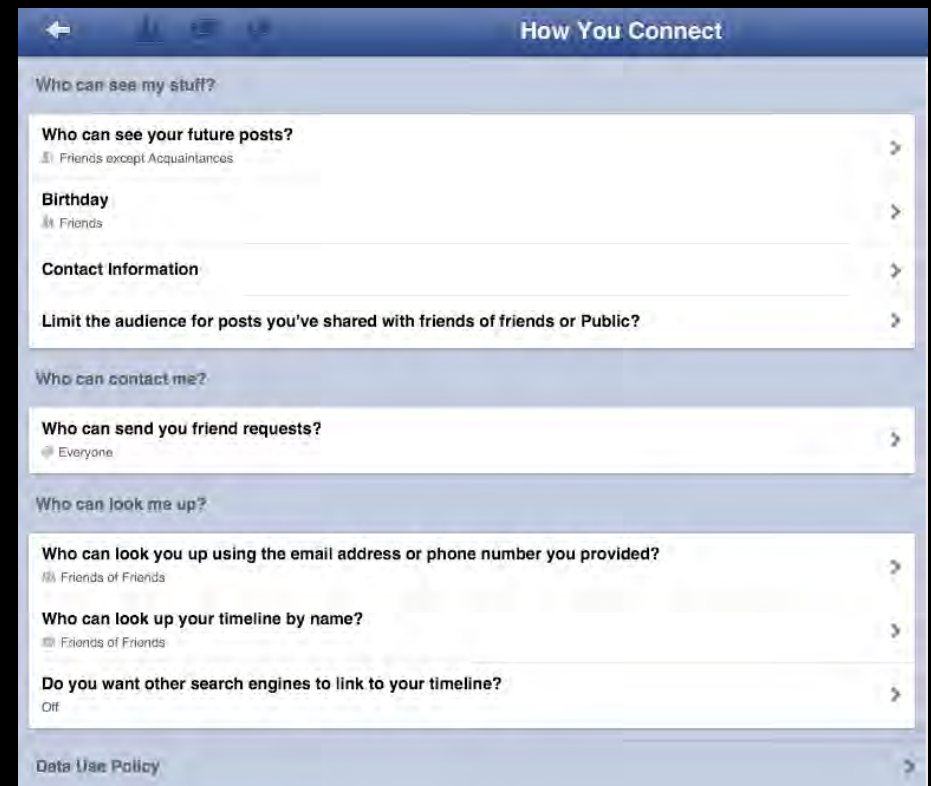 How You Connect
Who can see my stuff?
Who can see your future posts?
Friends except Acquaintances
Birthday
Friends
Contact Information
Limit the audience for posts you've shared with friends of friends or Public?
Who can contact me?
Who can send you friend requests?
Everyone
Who can look me up?
Who can look you up using the email address or phone number you provided?
Friends of Friends
Who can look up your timeline by name?
Friends of Friends
Do you want other search engines to link to your timeline?
Off
Data Use Policy